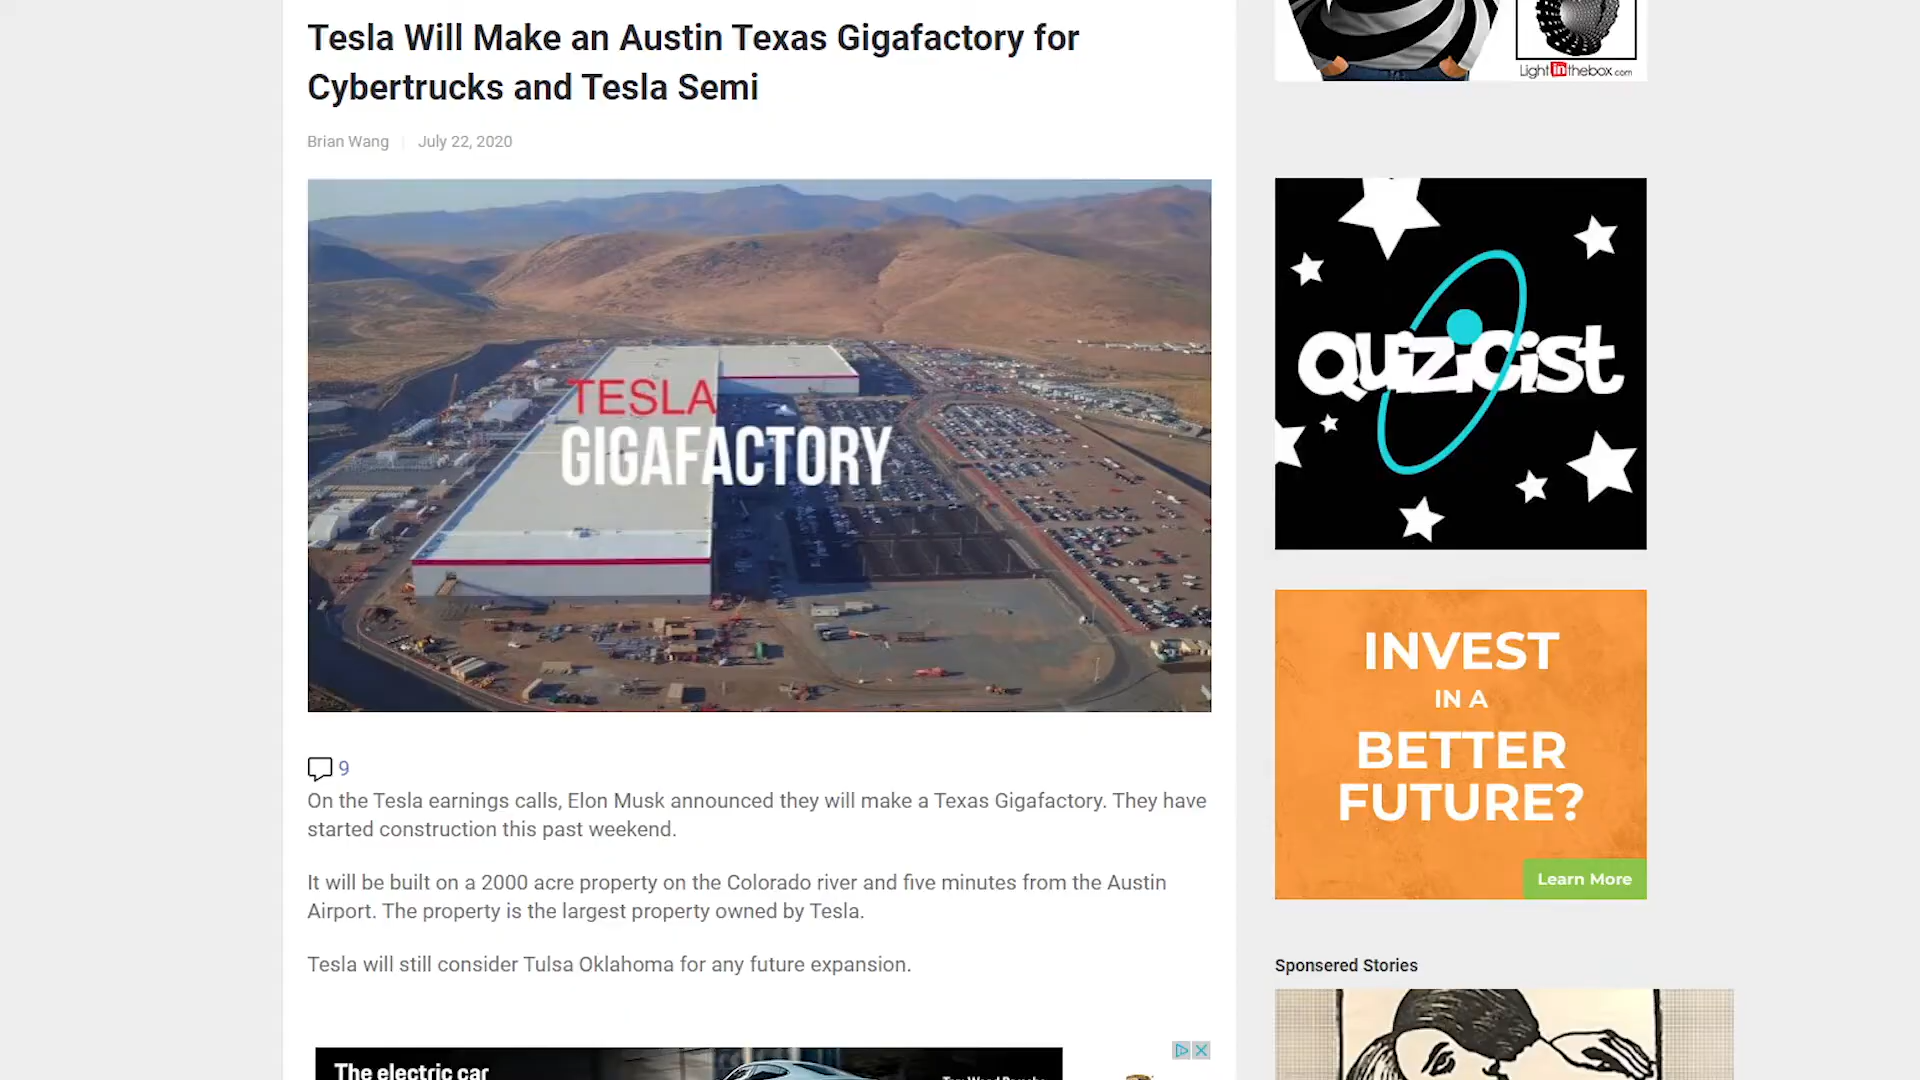 Tesla Will Make an Austin Texas Gigafactory for
Cybertrucks and Tesla Semi
Brian Wang
July 22, 2020
TESLA
GIGAFACTORY
9
On the Tesla earnings calls, Elon Musk announced they will make a Texas Gigafactory. They have
started construction this past weekend.
It will be built on a 2000 acre property on the Colorado river and five minutes from the Austin
Airport. The property is the largest property owned by Tesla.
Tesla will still consider Tulsa Oklahoma for any future expansion.
The electric car
Lightinthebox.com
Quizicist
INVEST
IN A
BETTER
FUTURE?
Learn More
Sponsered Stories